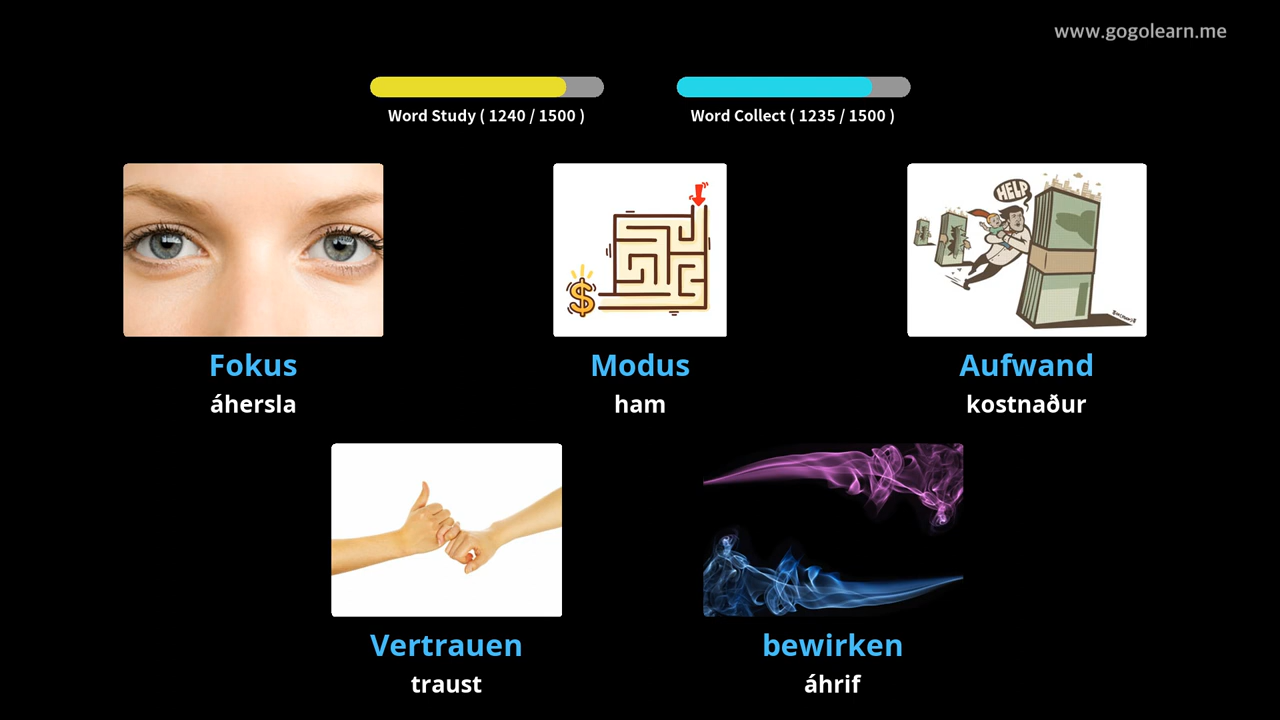 www.gogolearn.me
Word Study ( 1240 / 1500 )
Word Collect ( 1235 / 1500 )
HELP
$
Fokus
áhersla
Modus
ham
Aufwand
kostnaður
Vertrauen
traust
bewirken
áhrif